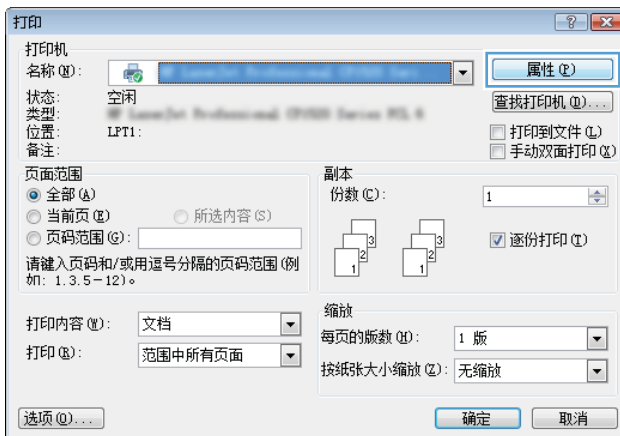 打印
打印机
名称(N):
属性(P)
状态: 空闲
查找打印机(D)...
类型:
位置: LPT1:
打印到文件(L)
备注:
手动双面打印(X)
页面范围
全部(A)
当前页(E) 所选内容(S)
页码范围(G):
请键入页码和/或用逗号分隔的页码范围(例
如: 1.3.5-12)。
副本
份数(C): 1
3 3
2 2
1 1
逐份打印(T)
打印内容(W): 文档
打印(R): 范围中所有页面
缩放
每页的版数(H): 1 版
按纸张大小缩放(Z): 无缩放
选项(O)...
确定 取消